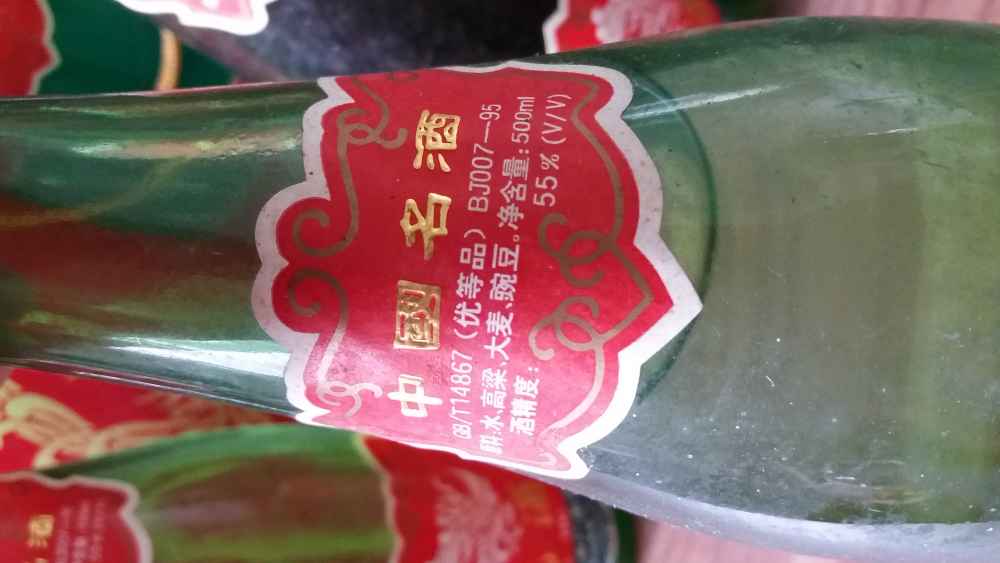 中國名酒
GB/T14867（优等品）BJ007—95
原料:水、高粱、大麦、豌豆。净含量:500ml
酒精度: 55%(V/V)
酒